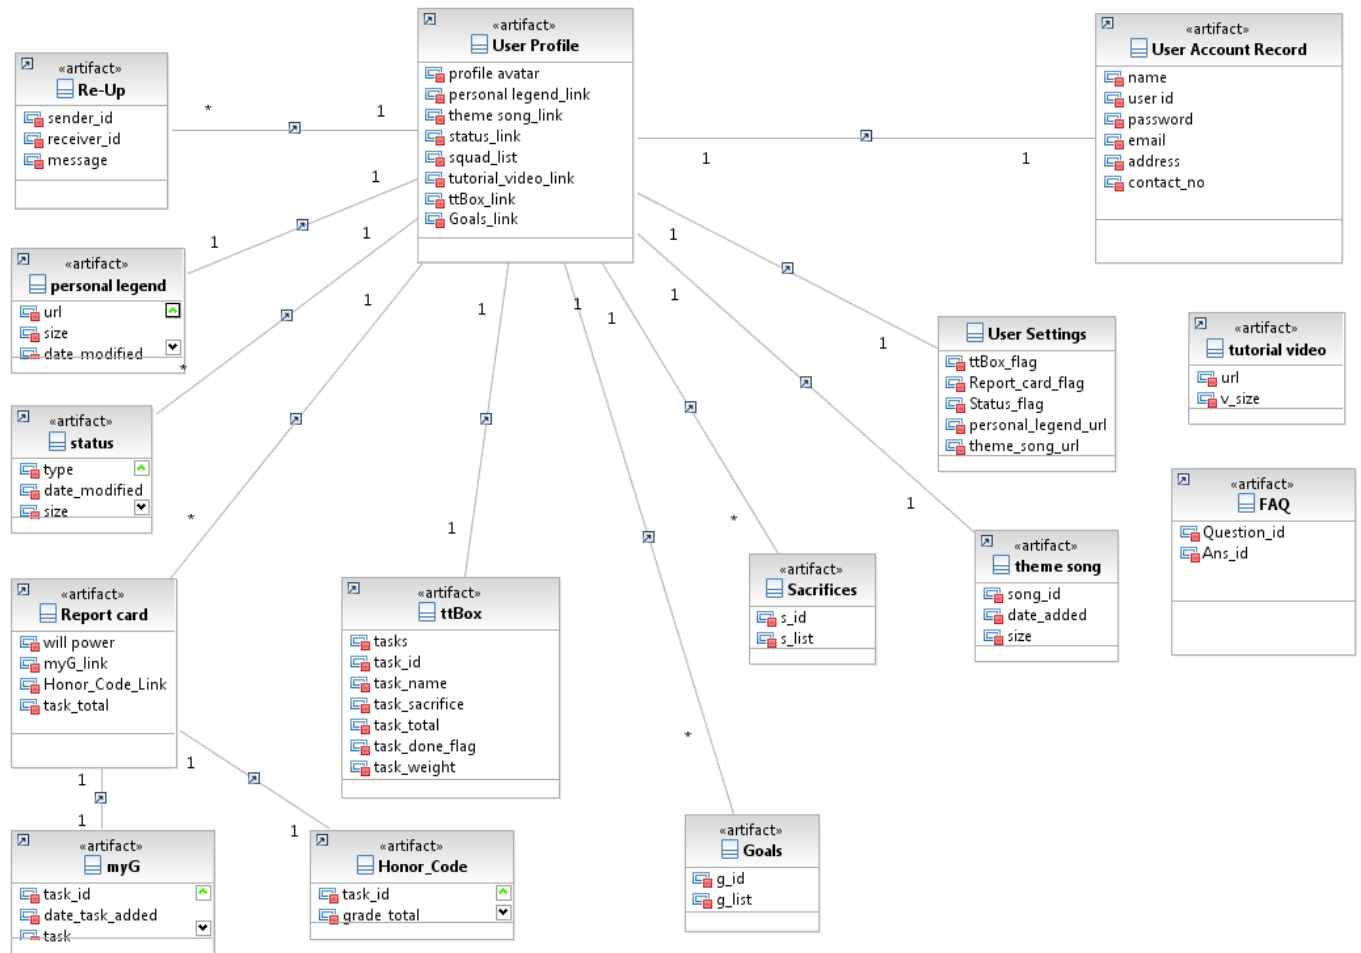 «artifact»
User Profile
profile avatar
personal legend_link
theme song_link
status_link
squad_list
tutorial_video_link
ttBox_link
Goals_link
«artifact»
User Account Record
name
user id
password
email
address
contact_no
«artifact»
Re-Up
sender_id
receiver_id
message
*
1
1
1
1
1
«artifact»
personal legend
url
size
date_modified
1
*
«artifact»
status
type
date_modified
size
1
*
1
1
1
*
1
*
1
1
1
1
User Settings
ttBox_flag
Report_card_flag
Status_flag
personal_legend_url
theme_song_url
«artifact»
tutorial video
url
v_size
«artifact»
FAQ
Question_id
Ans_id
«artifact»
Report card
will power
myG_link
Honor_Code_Link
task_total
«artifact»
ttBox
tasks
task_id
task_name
task_sacrifice
task_total
task_done_flag
task_weight
«artifact»
Sacrifices
s_id
s_list
«artifact»
theme song
song_id
date_added
size
1
1
1
1
«artifact»
myG
task_id
date_task_added
task
«artifact»
Honor_Code
task_id
grade_total
«artifact»
Goals
g_id
g_list